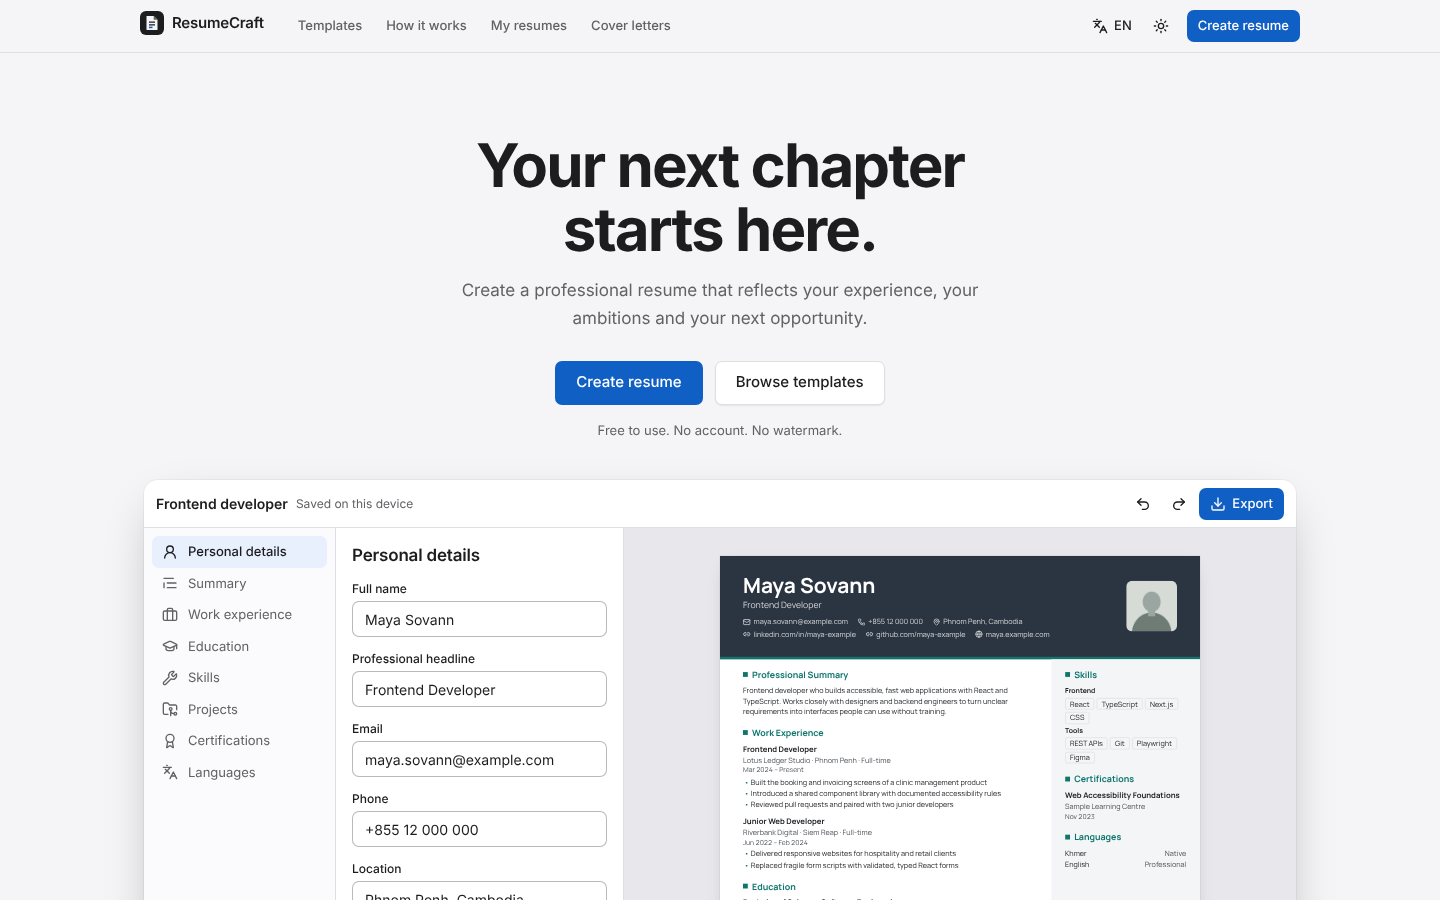 ResumeCraft
Templates
How it works
My resumes
Cover letters
EN
Create resume
Your next chapter
starts here.
Create a professional resume that reflects your experience, your
ambitions and your next opportunity.
Create resume
Browse templates
Free to use. No account. No watermark.
Frontend developer
Saved on this device
Export
Personal details
Summary
Work experience
Education
Skills
Projects
Certifications
Languages
Personal details
Full name
Maya Sovann
Professional headline
Frontend Developer
Email
maya.sovann@example.com
Phone
+855 12 000 000
Location
Phnom Penh, Cambodia
Maya Sovann
Frontend Developer
maya.sovann@example.com
+855 12 000 000
Phnom Penh, Cambodia
linkedin.com/in/maya-example
github.com/maya-example
maya.example.com
Professional Summary
Frontend developer who builds accessible, fast web applications with React and
TypeScript. Works closely with designers and backend engineers to turn unclear
requirements into interfaces people can use without training.
Work Experience
Frontend Developer
Lotus Ledger Studio · Phnom Penh · Full-time
Mar 2024 – Present
• Built the booking and invoicing screens of a clinic management product
• Introduced a shared component library with documented accessibility rules
• Reviewed pull requests and paired with two junior developers
Junior Web Developer
Riverbank Digital · Siem Reap · Full-time
Jun 2022 – Feb 2024
• Delivered responsive websites for hospitality and retail clients
• Replaced fragile form scripts with validated, typed React forms
Education
Skills
Frontend
React
TypeScript
Next.js
CSS
Tools
REST APIs
Git
Playwright
Figma
Certifications
Web Accessibility Foundations
Sample Learning Centre
Nov 2023
Languages
Khmer Native
English Professional